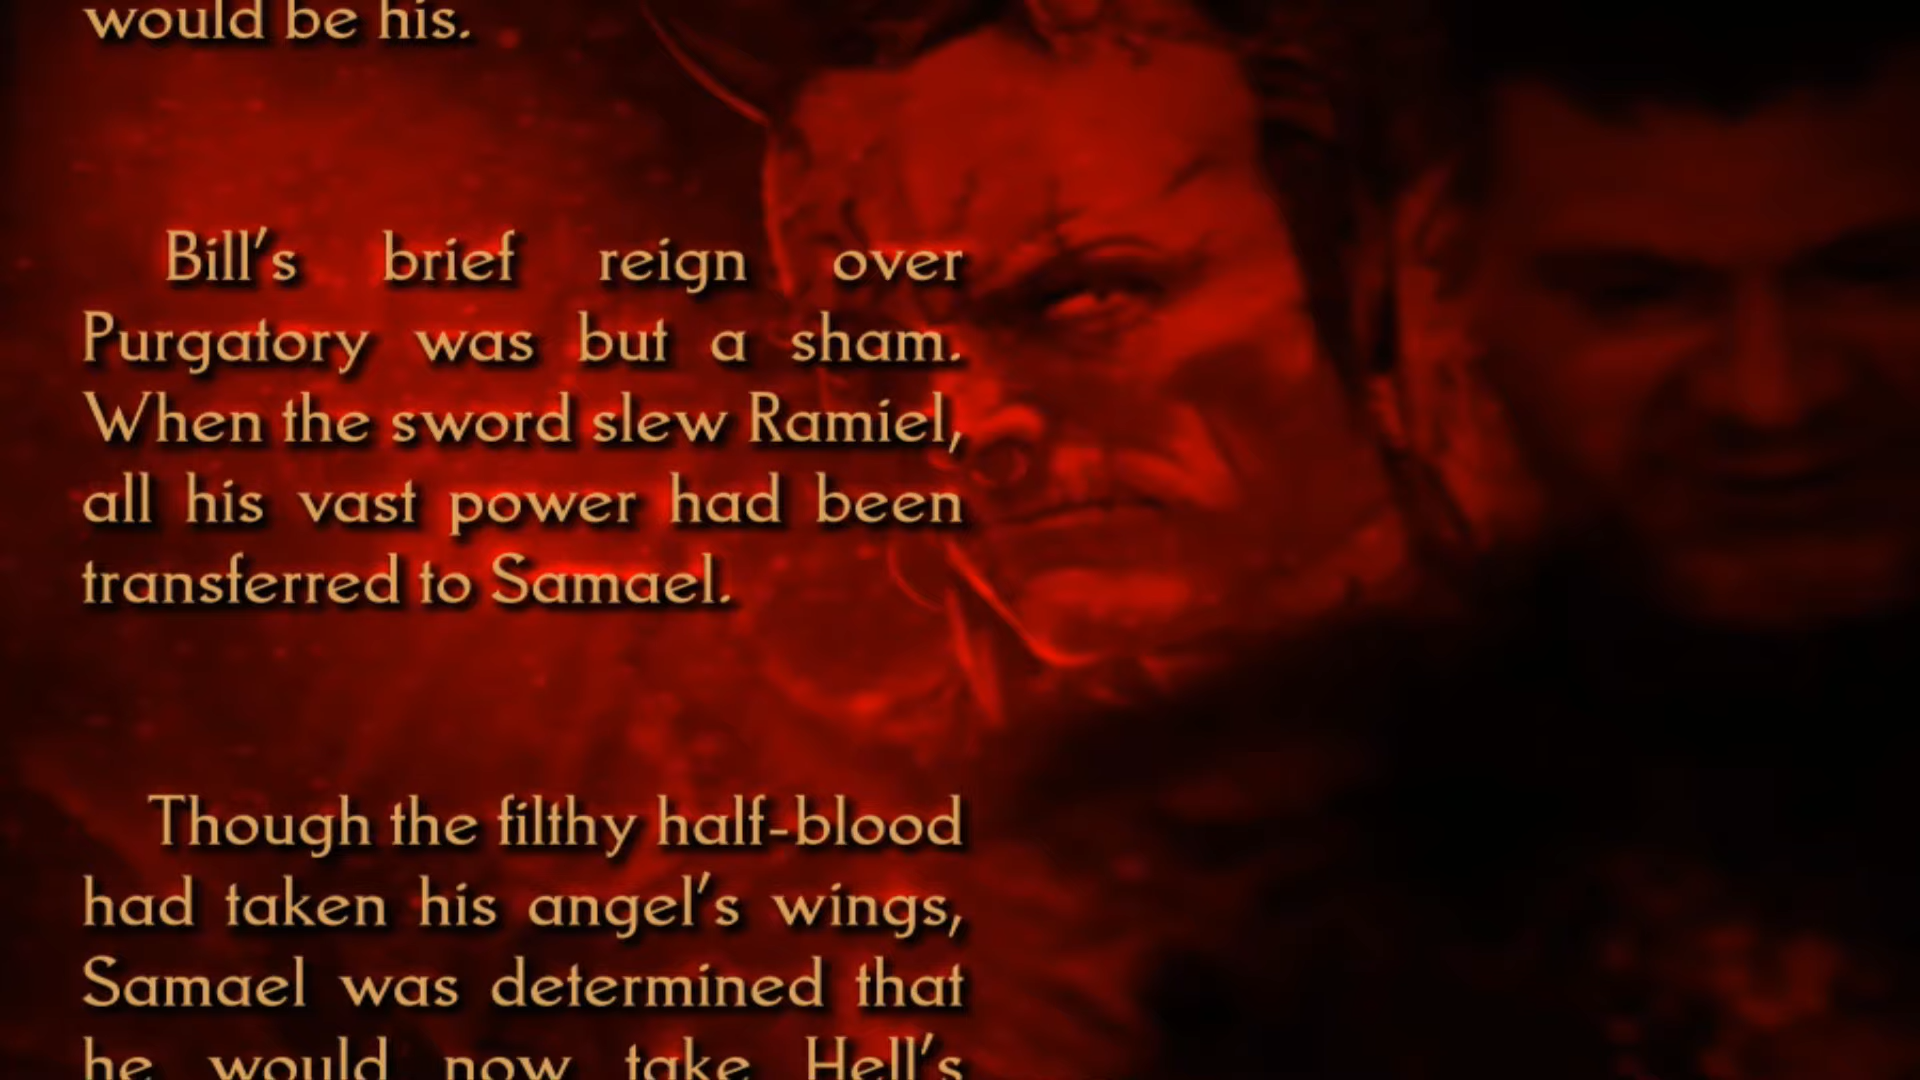 would be his.
Bill's brief reign over
Purgatory was but a sham.
When the sword slew Ramiel,
all his vast power had been
transferred to Samael.
Though the filthy half-blood
had taken his angel's wings,
Samael was determined that
he would now take Hell's